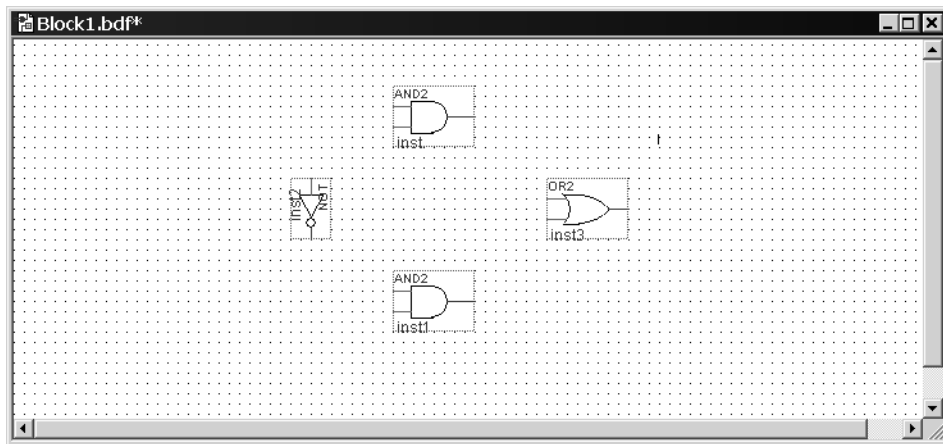 Block1.bdf*
AND2
inst
inst2
NOT
OR2
inst3
AND2
inst1